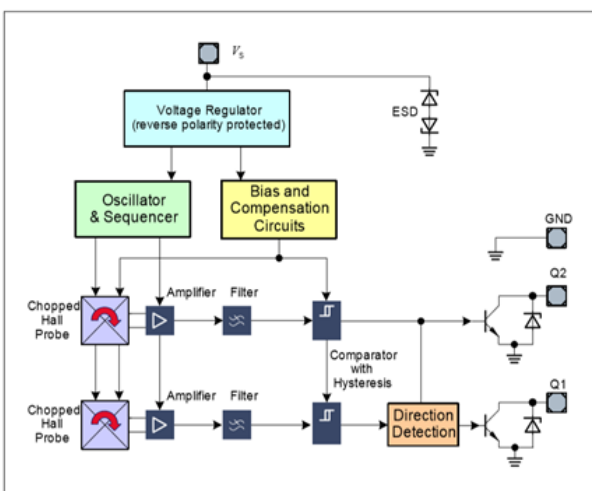 Vs
Voltage Regulator
(reverse polarity protected)
ESD
Oscillator
& Sequencer
Bias and
Compensation
Circuits
GND
Q2
Chopped
Hall
Probe
Amplifier
Filter
Comparator
with
Hysteresis
Q1
Chopped
Hall
Probe
Amplifier
Filter
Direction
Detection